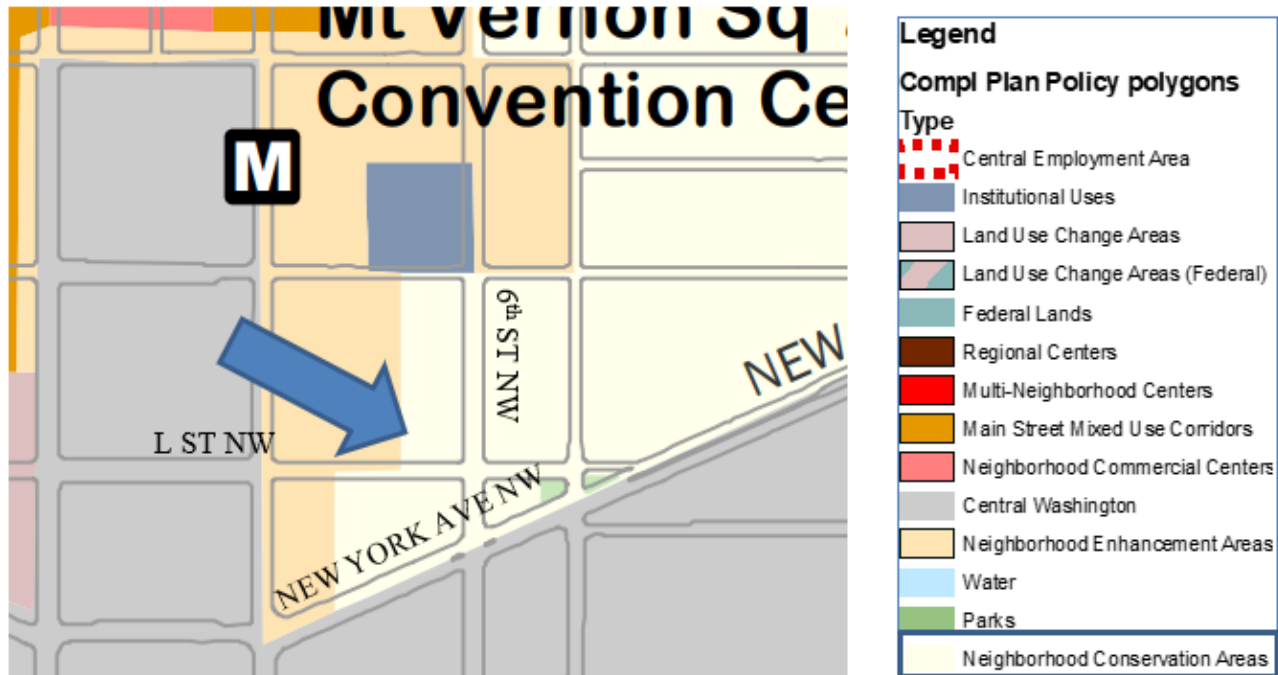 Mt Vernon Sq
Convention Ce
M
6th ST NW
NEW
L ST NW
NEW YORK AVE NW
Legend
Compl Plan Policy polygons
Type
Central Employment Area
Institutional Uses
Land Use Change Areas
Land Use Change Areas (Federal)
Federal Lands
Regional Centers
Multi-Neighborhood Centers
Main Street Mixed Use Corridors
Neighborhood Commercial Centers
Central Washington
Neighborhood Enhancement Areas
Water
Parks
Neighborhood Conservation Areas